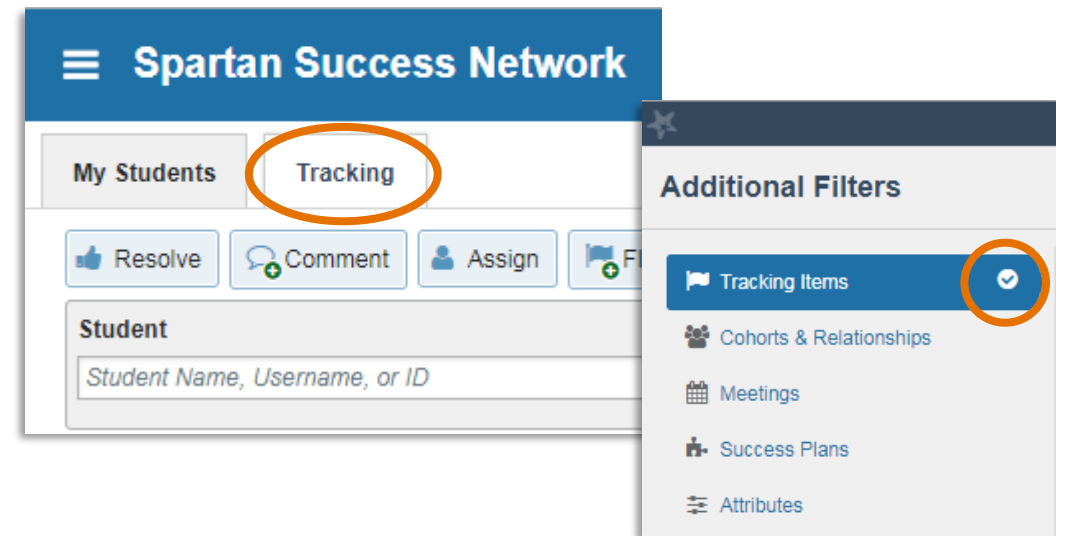 Spartan Success Network
My Students Tracking
Resolve Comment Assign Fl
Student
Student Name, Username, or ID
Additional Filters
Tracking Items
Cohorts & Relationships
Meetings
Success Plans
Attributes